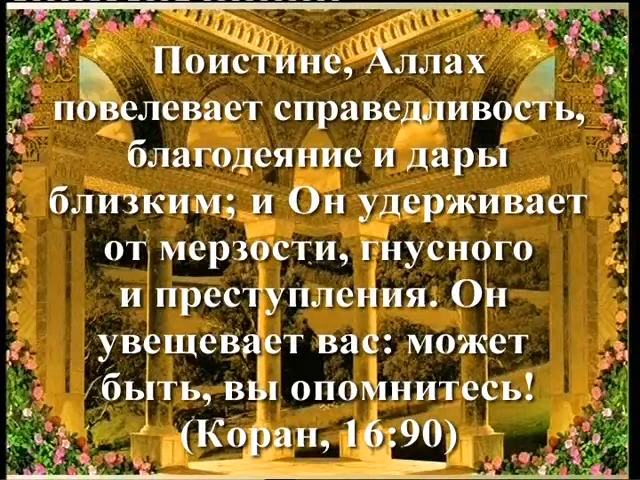 Поистине, Аллах
повелевает справедливость,
благодеяние и дары
близким; и Он удерживает
от мерзости, гнусного
и преступления. Он
увещевает вас: может
быть, вы опомнитесь!
(Коран, 16:90)